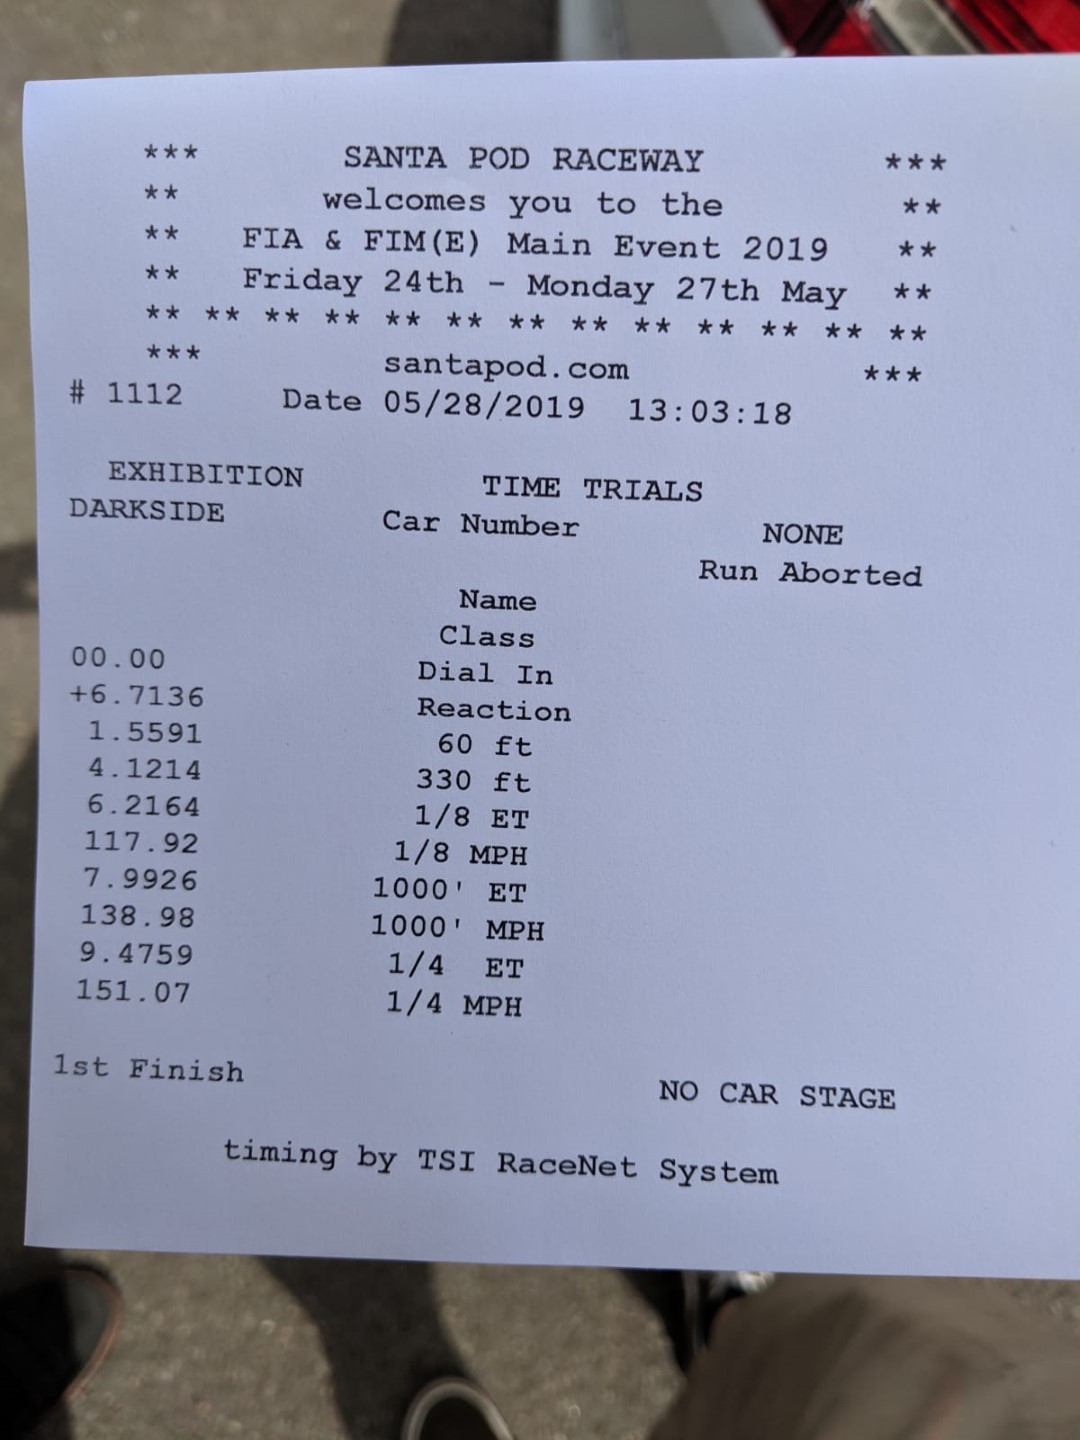 *** SANTA POD RACEWAY ***
** welcomes you to the **
** FIA & FIM(E) Main Event 2019 **
** Friday 24th - Monday 27th May **
** ** ** ** ** ** ** ** ** ** ** ** **
*** santapod.com ***
# 1112 Date 05/28/2019 13:03:18
EXHIBITION TIME TRIALS
DARKSIDE Car Number NONE
Run Aborted
Name
Class
00.00 Dial In
+6.7136 Reaction
1.5591 60 ft
4.1214 330 ft
6.2164 1/8 ET
117.92 1/8 MPH
7.9926 1000' ET
138.98 1000' MPH
9.4759 1/4 ET
151.07 1/4 MPH
1st Finish NO CAR STAGE
timing by TSI RaceNet System